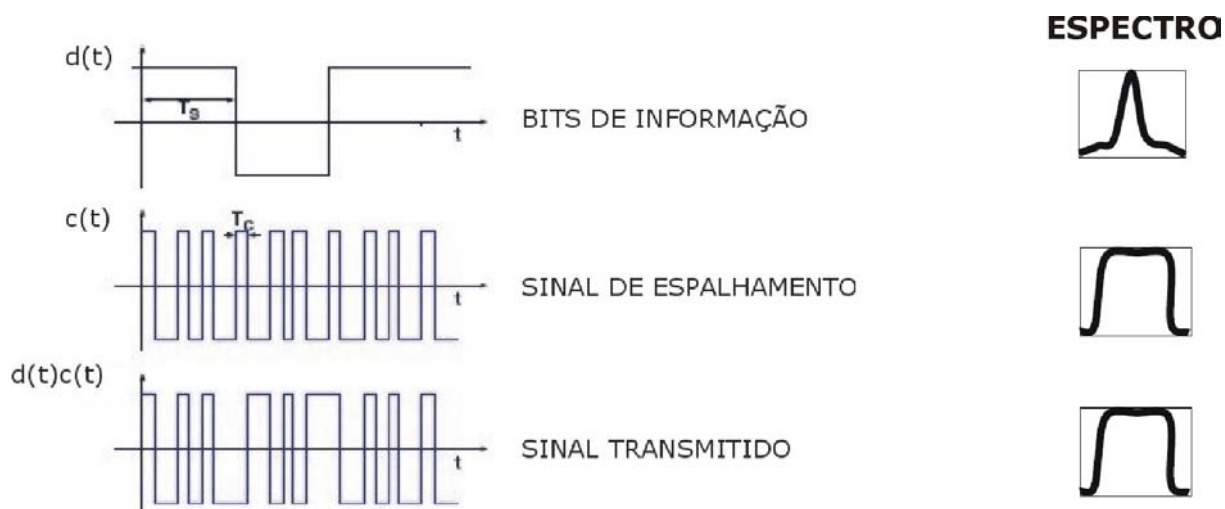 ESPECTRO
d(t)
Ts
t
BITS DE INFORMAÇÃO
c(t)
Tc
t
SINAL DE ESPALHAMENTO
d(t)c(t)
t
SINAL TRANSMITIDO